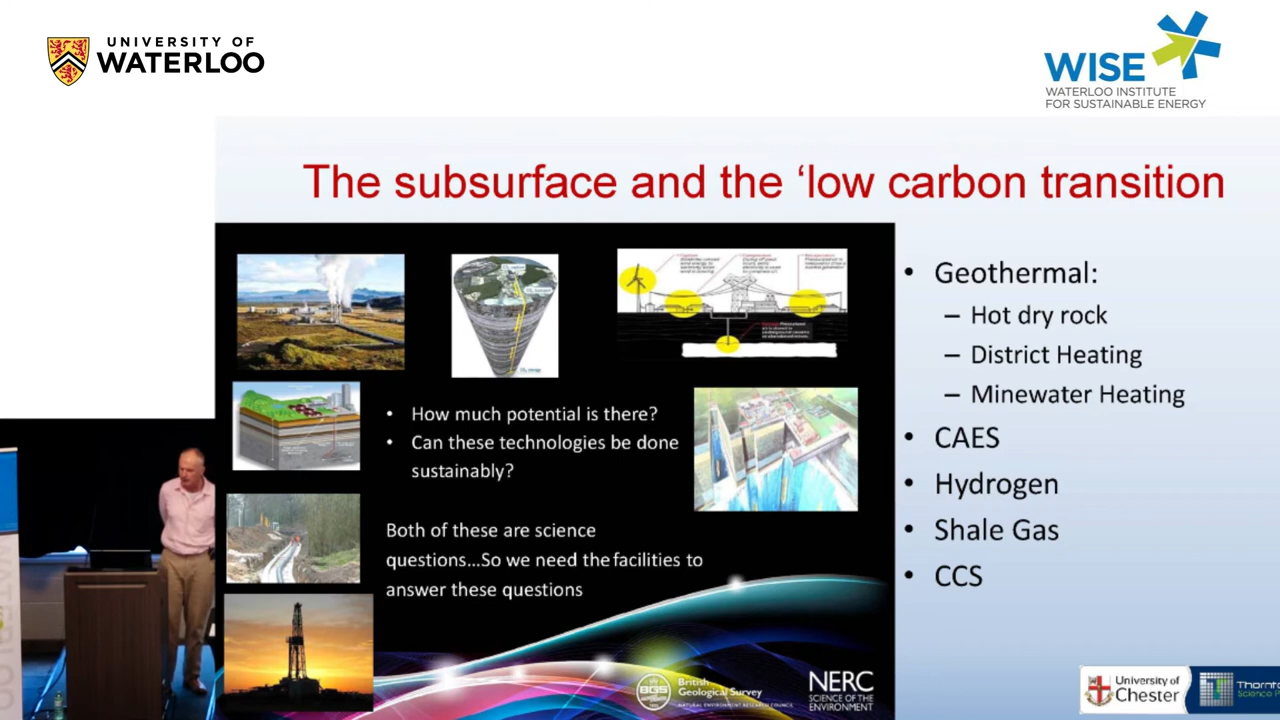 UNIVERSITY OF
WATERLOO
WISE
WATERLOO INSTITUTE
FOR SUSTAINABLE ENERGY
The subsurface and the ‘low carbon transition
• How much potential is there?
• Can these technologies be done
sustainably?
Both of these are science
questions...So we need the facilities to
answer these questions
• Geothermal:
– Hot dry rock
– District Heating
– Minewater Heating
• CAES
• Hydrogen
• Shale Gas
• CCS
BGS
British
Geological Survey
NATURAL ENVIRONMENT RESEARCH COUNCIL
NERC
SCIENCE OF THE
ENVIRONMENT
University of
Chester
Thornt
Science P